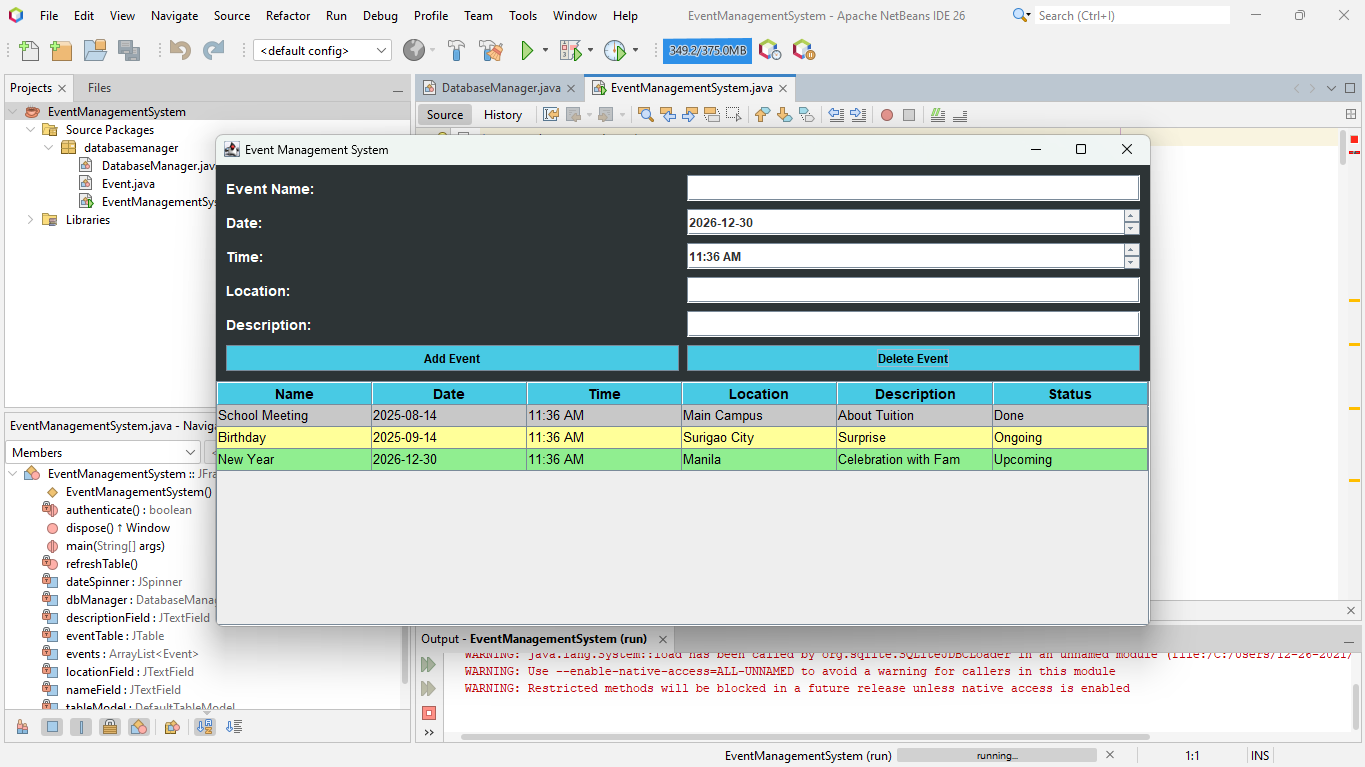 File Edit View Navigate Source Refactor Run Debug Profile Team Tools Window Help EventManagementSystem - Apache NetBeans IDE 26 Search (Ctrl+I)
<default config> 349.2/375.0MB
Projects Files DatabaseManager.java EventManagementSystem.java
Source History
EventManagementSystem
Source Packages
databasemanager
DatabaseManager.java
Event.java
EventManagementSys
Libraries
Event Management System
Event Name:
Date: 2026-12-30
Time: 11:36 AM
Location:
Description:
Add Event Delete Event
Name Date Time Location Description Status
School Meeting 2025-08-14 11:36 AM Main Campus About Tuition Done
Birthday 2025-09-14 11:36 AM Surigao City Surprise Ongoing
New Year 2026-12-30 11:36 AM Manila Celebration with Fam Upcoming
EventManagementSystem.java - Naviga
Members
EventManagementSystem :: JFra
EventManagementSystem()
authenticate() : boolean
dispose() ↑ Window
main(String[] args)
refreshTable()
dateSpinner : JSpinner
dbManager : DatabaseMana
descriptionField : JTextField
eventTable : JTable
events : ArrayList<Event>
locationField : JTextField
nameField : JTextField
tableModel : DefaultTableModel
Output - EventManagementSystem (run)
WARNING: java.lang.System::load has been called by org.sqlite.SQLiteJDBCLoader in an unnamed module (file:/C:/Users/12-26-2021/
WARNING: Use --enable-native-access=ALL-UNNAMED to avoid a warning for callers in this module
WARNING: Restricted methods will be blocked in a future release unless native access is enabled
EventManagementSystem (run) running... 1:1 INS